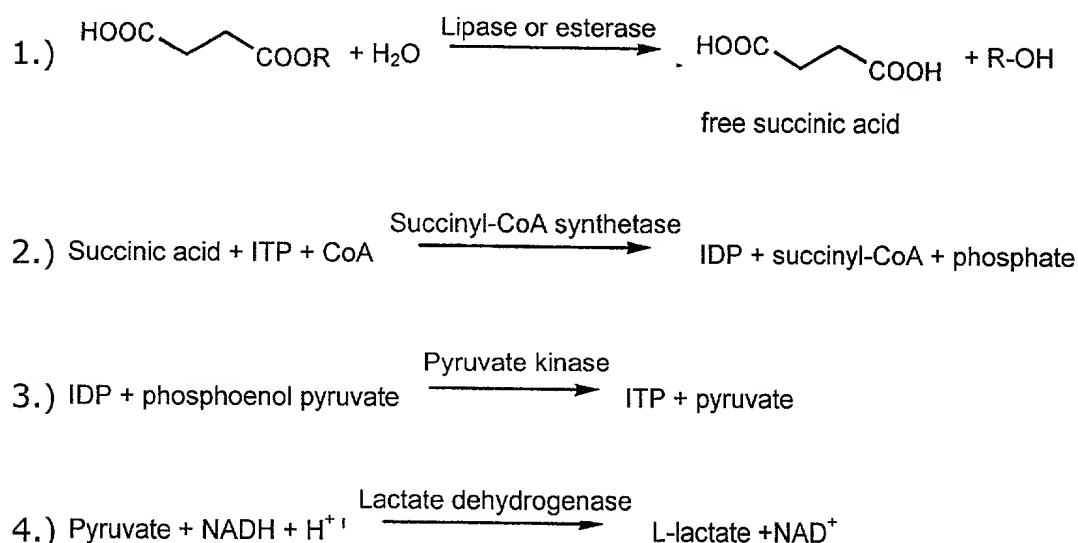 Lipase or esterase
1.) HOOC COOR + H₂O HOOC COOH + R-OH
free succinic acid
Succinyl-CoA synthetase
2.) Succinic acid + ITP + CoA IDP + succinyl-CoA + phosphate
Pyruvate kinase
3.) IDP + phosphoenol pyruvate ITP + pyruvate
Lactate dehydrogenase
4.) Pyruvate + NADH + H⁺ L-lactate +NAD⁺